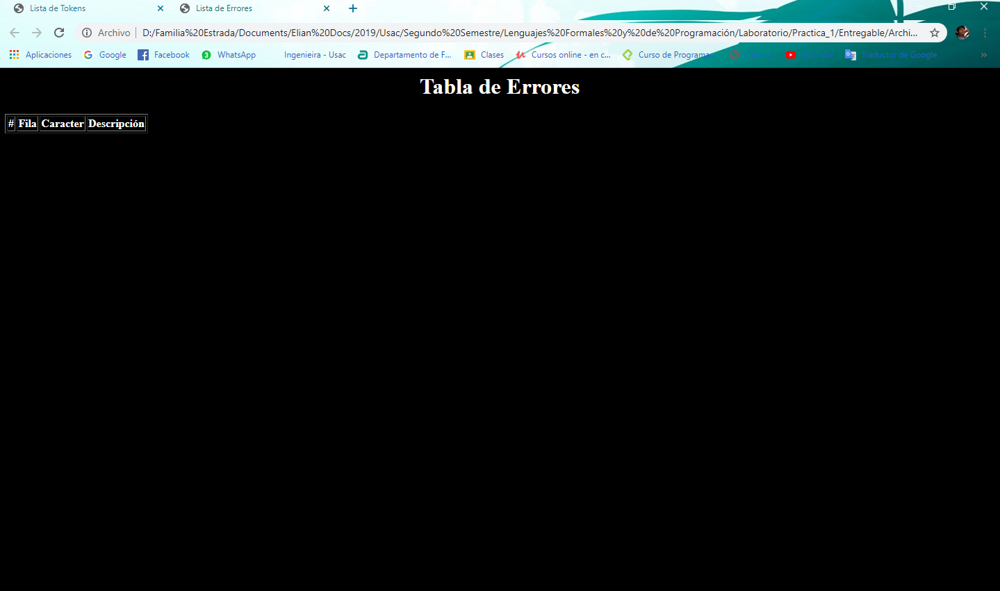 Lista de Tokens
Lista de Errores
Archivo
D:/Familia%20Estrada/Documents/Elian%20Docs/2019/Usac/Segundo%20Semestre/Lenguajes%20Formales%20y%20de%20Programación/Laboratorio/Practica_1/Entregable/Archi...
Aplicaciones Google Facebook WhatsApp Ingenieira - Usac Departamento de F... Clases Cursos online - en c... Curso de Programa... YouTube Traductor de Google »
Tabla de Errores
# Fila Caracter Descripción